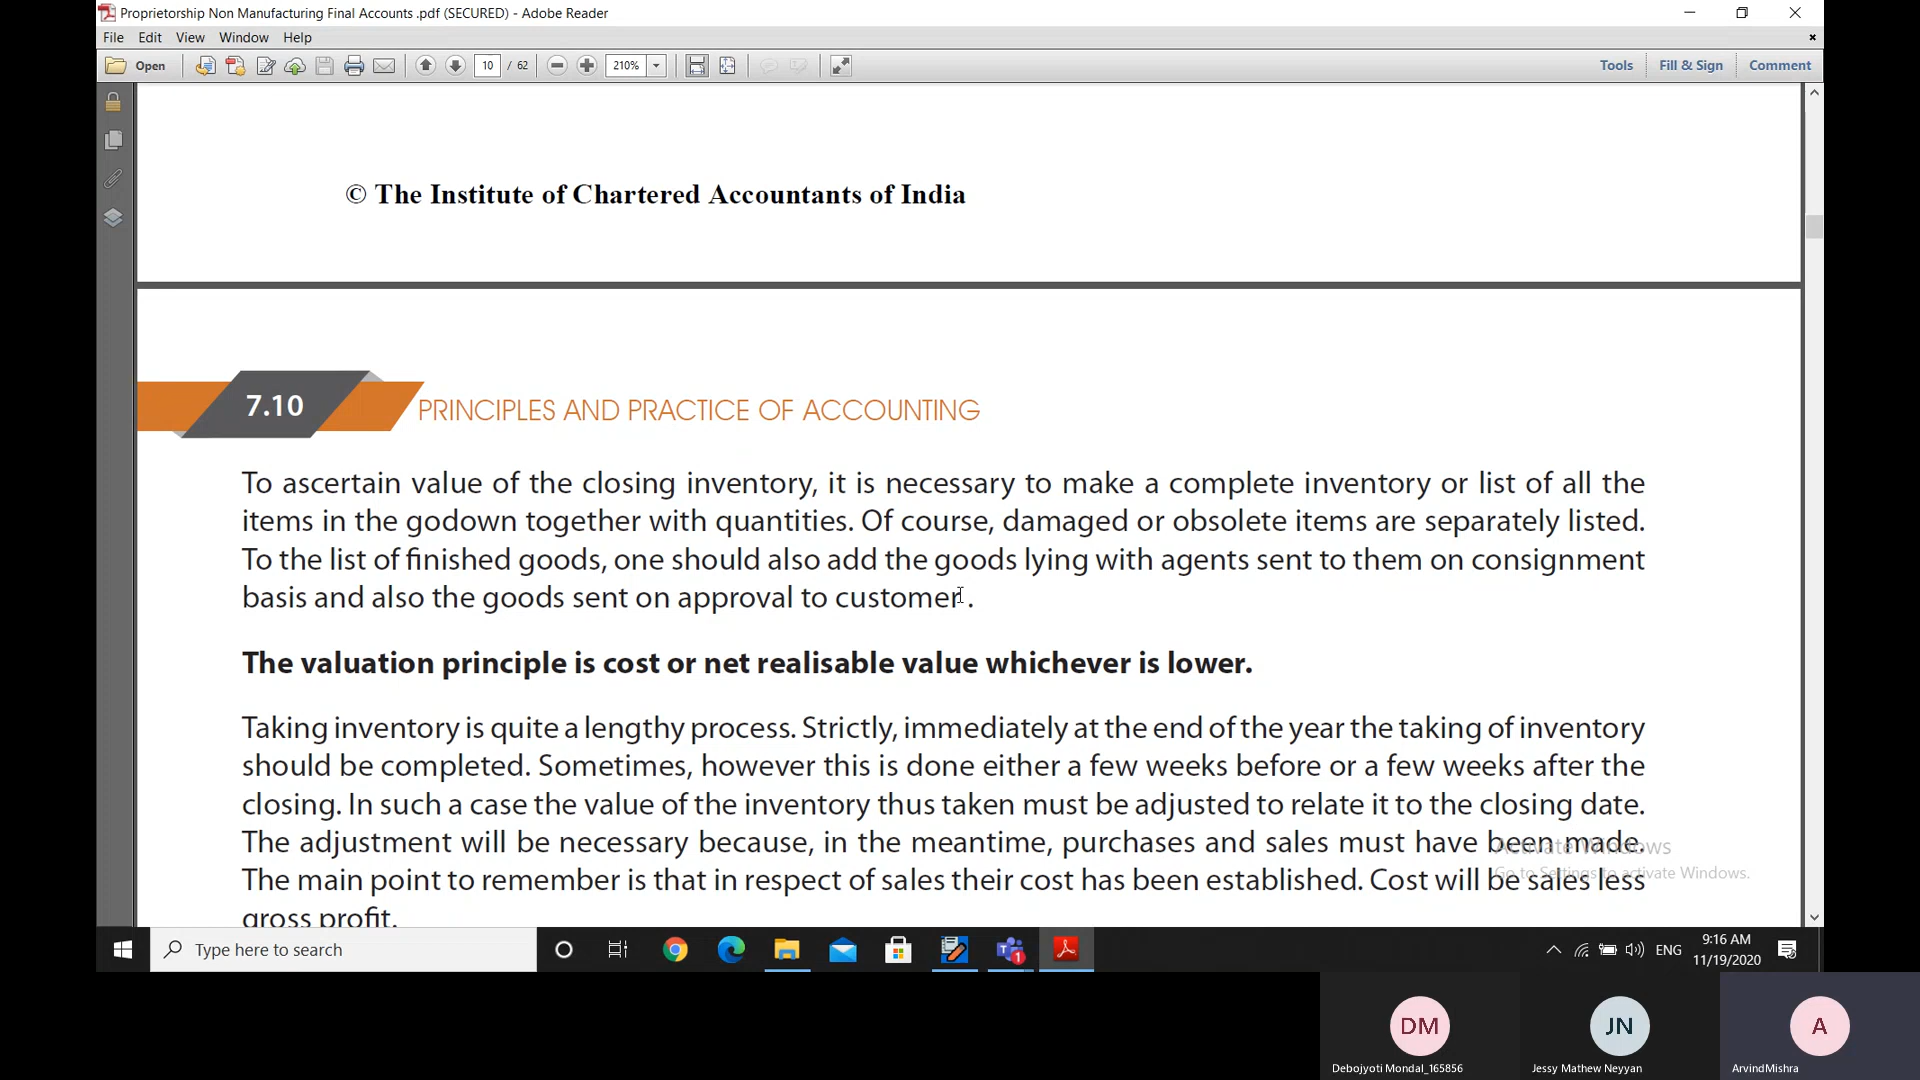 Proprietorship Non Manufacturing Final Accounts .pdf (SECURED) - Adobe Reader
File Edit View Window Help
Open 10 / 62 210% Tools Fill & Sign Comment
© The Institute of Chartered Accountants of India
7.10 PRINCIPLES AND PRACTICE OF ACCOUNTING
To ascertain value of the closing inventory, it is necessary to make a complete inventory or list of all the
items in the godown together with quantities. Of course, damaged or obsolete items are separately listed.
To the list of finished goods, one should also add the goods lying with agents sent to them on consignment
basis and also the goods sent on approval to customer .
The valuation principle is cost or net realisable value whichever is lower.
Taking inventory is quite a lengthy process. Strictly, immediately at the end of the year the taking of inventory
should be completed. Sometimes, however this is done either a few weeks before or a few weeks after the
closing. In such a case the value of the inventory thus taken must be adjusted to relate it to the closing date.
The adjustment will be necessary because, in the meantime, purchases and sales must have been made.
The main point to remember is that in respect of sales their cost has been established. Cost will be sales less
gross profit.
Activate Windows
Go to Settings to activate Windows.
Type here to search
1
ENG
9:16 AM
11/19/2020
DM
JN
A
Debojyoti Mondal_165856
Jessy Mathew Neyyan
ArvindMishra